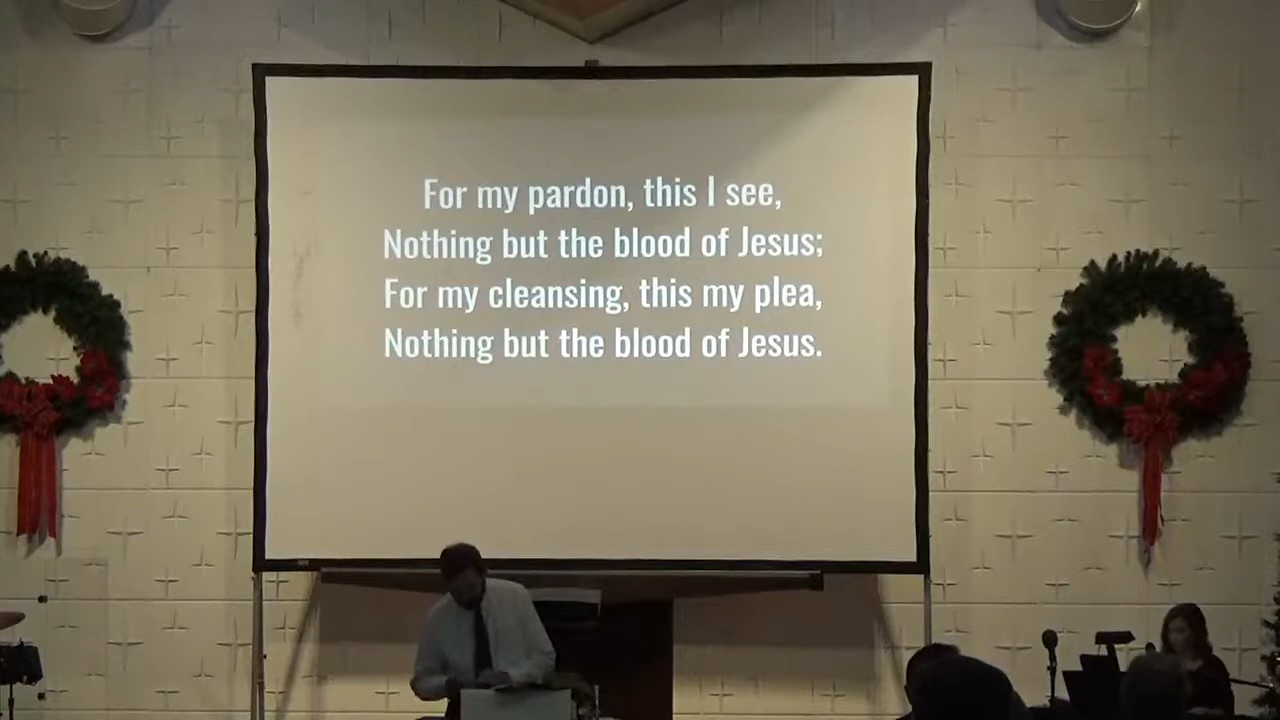 For my pardon, this I see,
Nothing but the blood of Jesus;
For my cleansing, this my plea,
Nothing but the blood of Jesus.